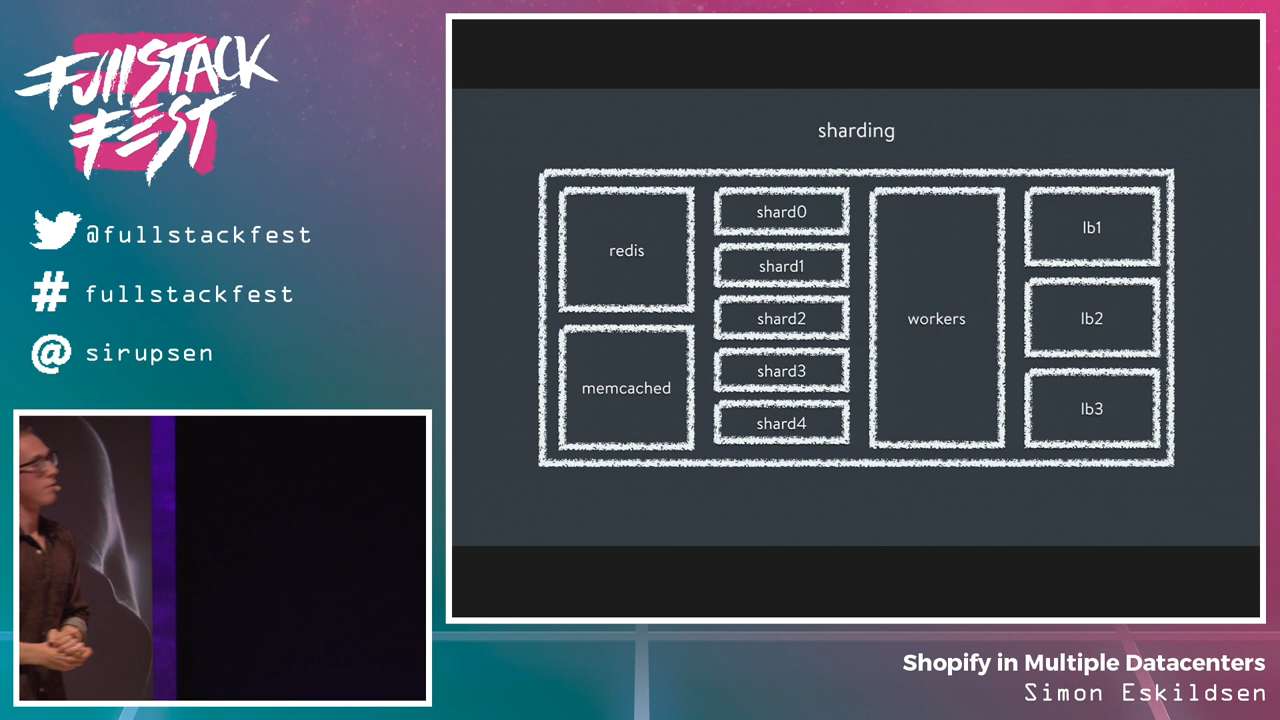 FullSTACK
FEST
@fullstackfest
# fullstackfest
@ sirupsen
sharding
redis
memcached
shard0
shard1
shard2
shard3
shard4
workers
lb1
lb2
lb3
Shopify in Multiple Datacenters
Simon Eskildsen